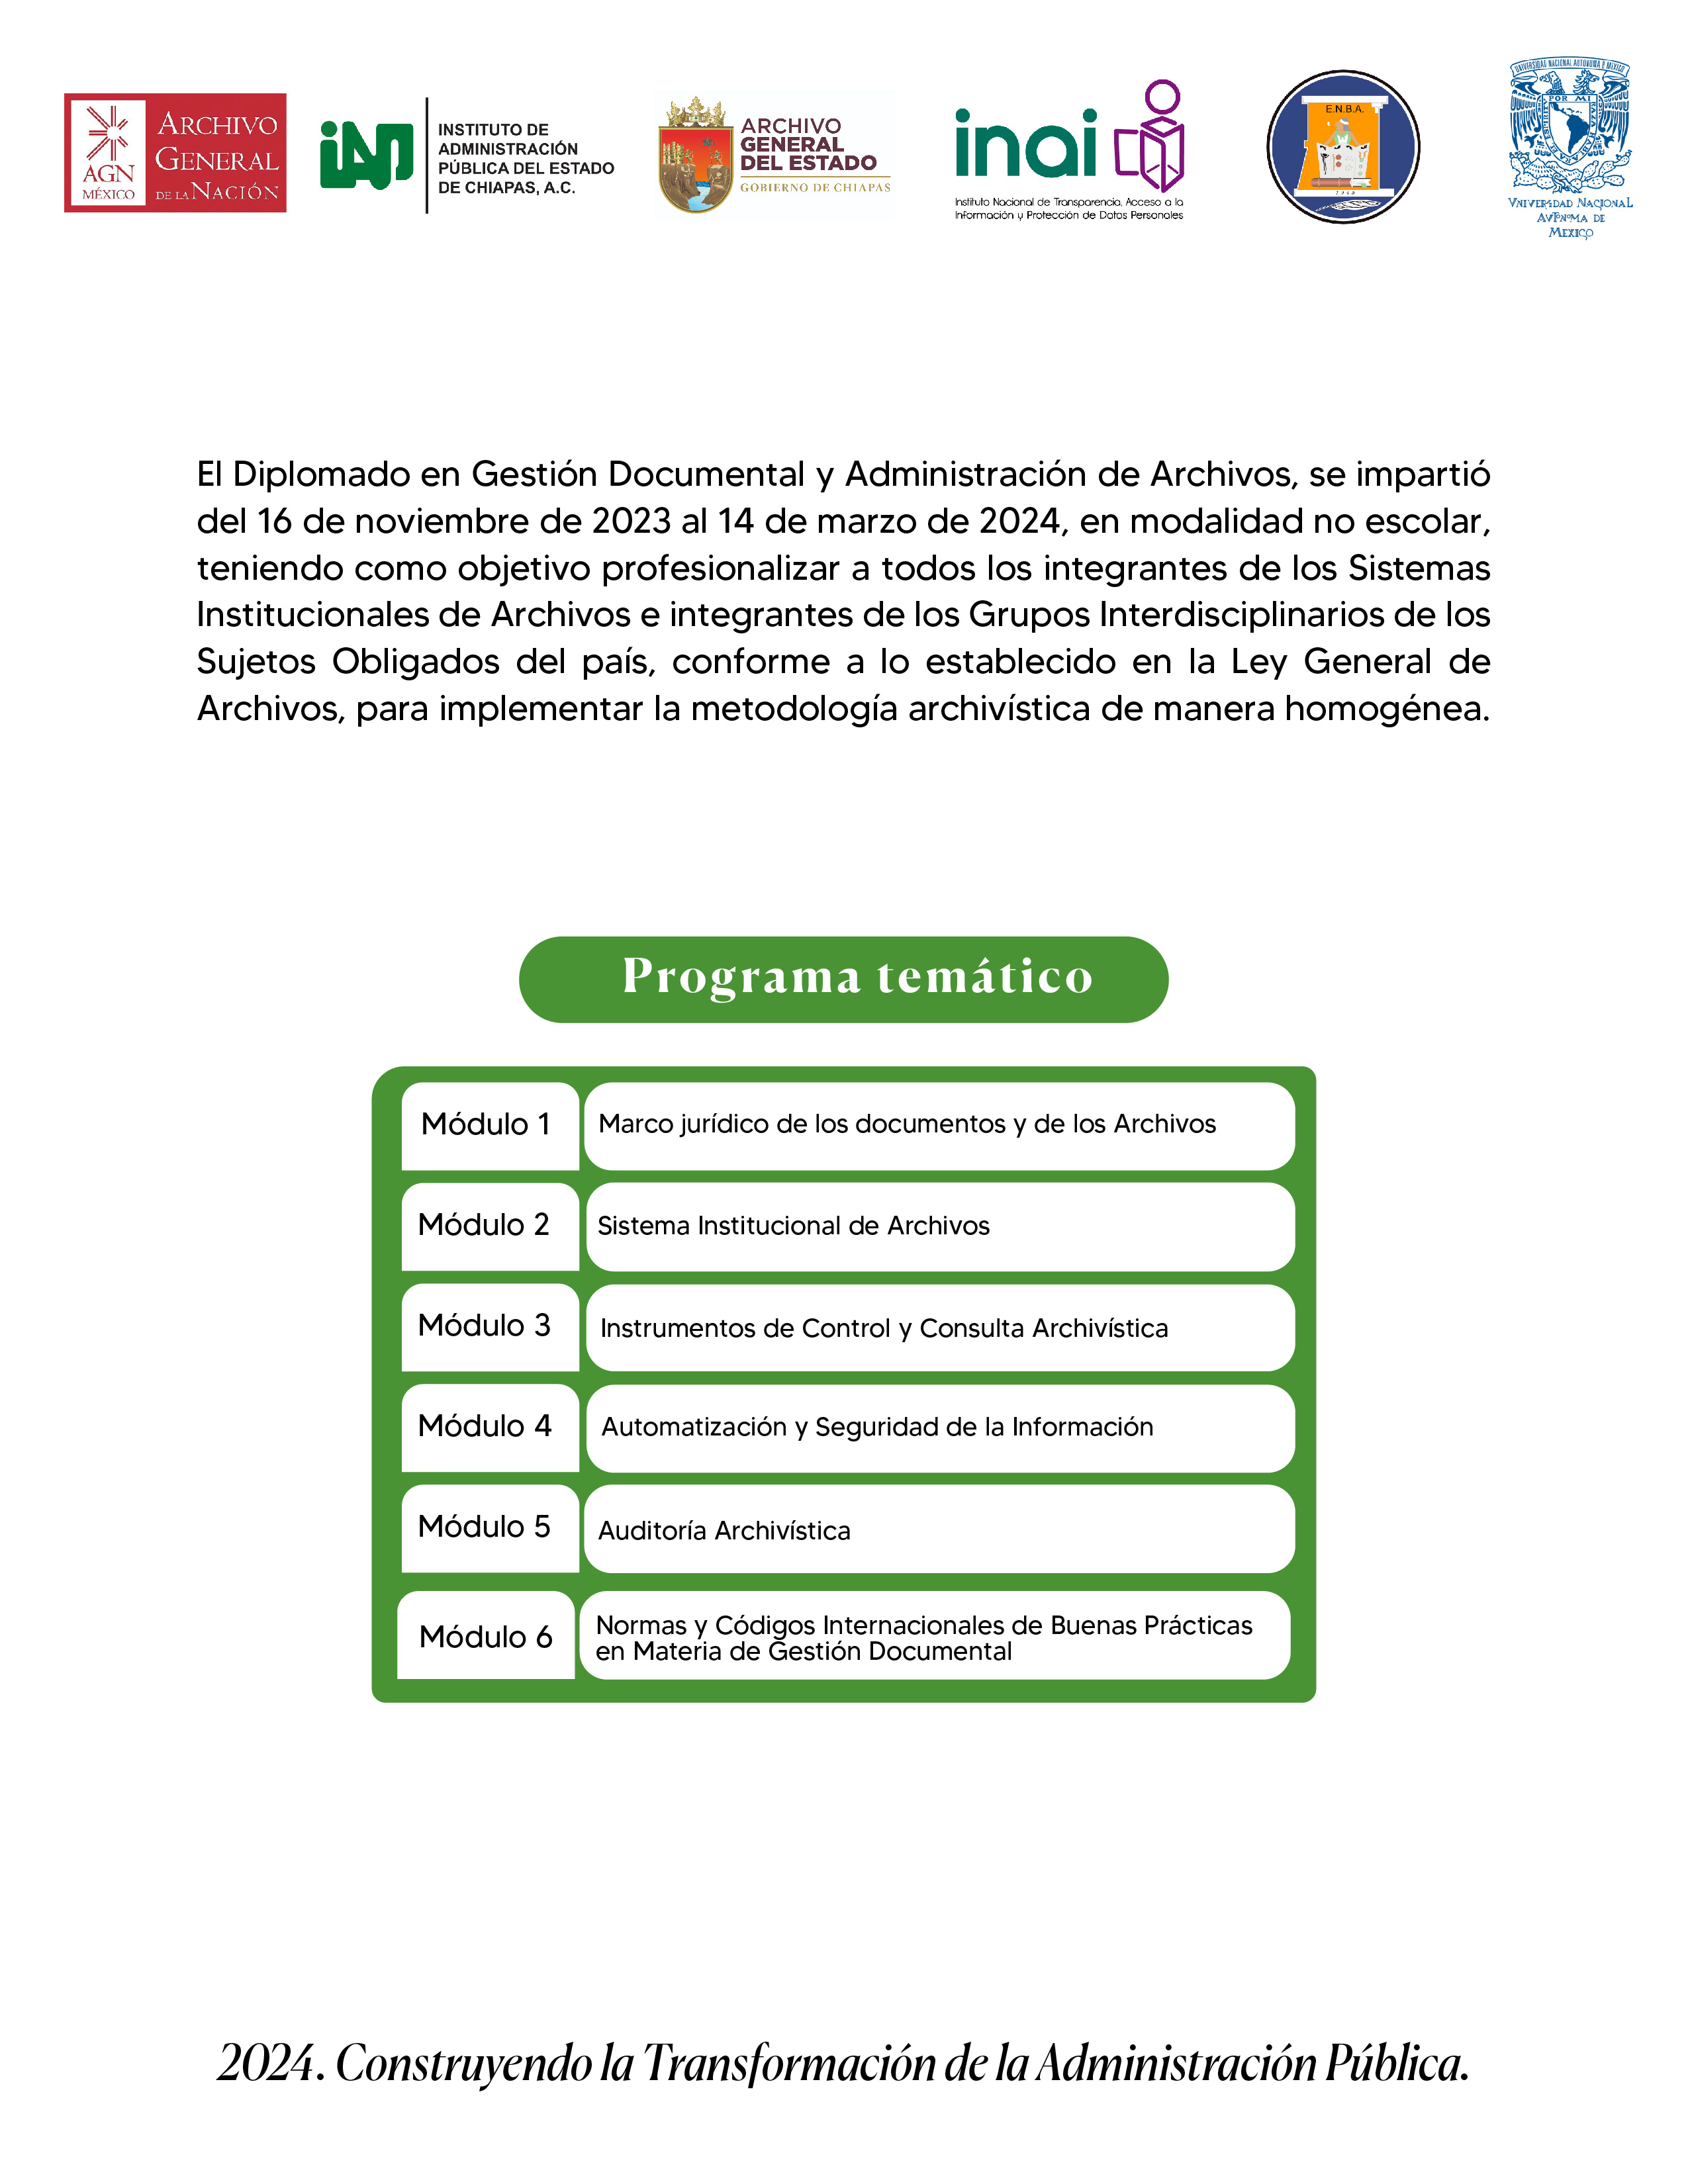 AGN
MÉXICO
ARCHIVO
GENERAL
DE LA NACIÓN
INSTITUTO DE
ADMINISTRACIÓN
PÚBLICA DEL ESTADO
DE CHIAPAS, A.C.
ARCHIVO
GENERAL
DEL ESTADO
GOBIERNO DE CHIAPAS
inai
Instituto Nacional de Transparencia, Acceso a la
Información y Protección de Datos Personales
E.N.B.A.
UNIVERSIDAD NACIONAL
AUTÓNOMA DE
MÉXICO
El Diplomado en Gestión Documental y Administración de Archivos, se impartió
del 16 de noviembre de 2023 al 14 de marzo de 2024, en modalidad no escolar,
teniendo como objetivo profesionalizar a todos los integrantes de los Sistemas
Institucionales de Archivos e integrantes de los Grupos Interdisciplinarios de los
Sujetos Obligados del país, conforme a lo establecido en la Ley General de
Archivos, para implementar la metodología archivística de manera homogénea.
Programa temático
Módulo 1 Marco jurídico de los documentos y de los Archivos
Módulo 2 Sistema Institucional de Archivos
Módulo 3 Instrumentos de Control y Consulta Archivística
Módulo 4 Automatización y Seguridad de la Información
Módulo 5 Auditoría Archivística
Módulo 6 Normas y Códigos Internacionales de Buenas Prácticas
en Materia de Gestión Documental
2024. Construyendo la Transformación de la Administración Pública.